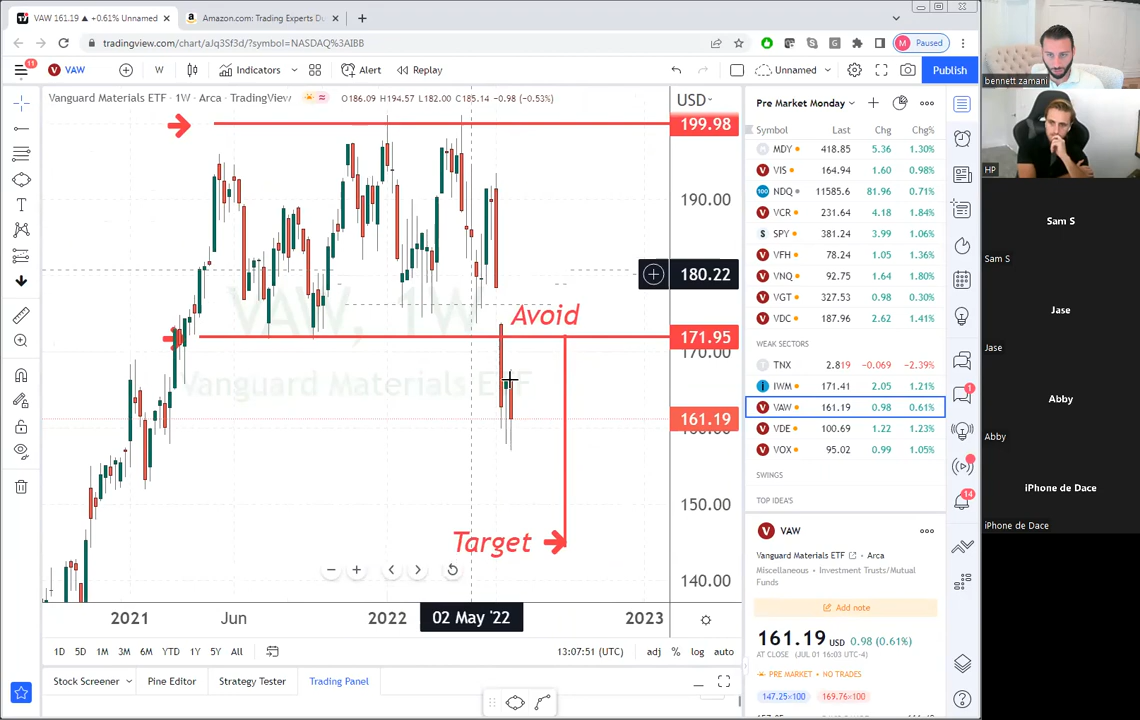 VAW 161.19 ▲ +0.61% Unnamed
Amazon.com: Trading Experts Du
tradingview.com/chart/aJq3Sf3d/?symbol=NASDAQ%3AIBB
M Paused
11
VAW
W
Indicators
Alert
Replay
Unnamed
Publish
Vanguard Materials ETF · 1W · Arca · TradingView
O186.09 H194.57 L182.00 C185.14 −0.98 (−0.53%)
USD
199.98
190.00
180.22
171.95
170.00
161.19
150.00
140.00
VAW, 1W
Vanguard Materials ETF
Avoid
Target
2021
Jun
2022
02 May '22
2023
1D 5D 1M 3M 6M YTD 1Y 5Y All
13:07:51 (UTC)
adj % log auto
Stock Screener
Pine Editor
Strategy Tester
Trading Panel
Pre Market Monday
Symbol Last Chg Chg%
MDY 418.85 5.36 1.30%
VIS 164.94 1.60 0.98%
100 NDQ 11585.6 81.96 0.71%
VCR 231.64 4.18 1.84%
SPY 381.24 3.99 1.06%
VFH 78.24 1.05 1.36%
VNQ 92.75 1.64 1.80%
VGT 327.53 0.98 0.30%
VDC 187.96 2.62 1.41%
WEAK SECTORS
TNX 2.819 −0.069 −2.39%
IWM 171.41 2.05 1.21%
VAW 161.19 0.98 0.61%
VDE 100.69 1.22 1.23%
VOX 95.02 0.99 1.05%
SWINGS
TOP IDEA'S
VAW
Vanguard Materials ETF
Arca
Miscellaneous · Investment Trusts/Mutual
Funds
Add note
161.19 USD 0.98 (0.61%)
AT CLOSE (JUL 01 16:03 UTC-4)
PRE MARKET • NO TRADES
147.25×100
169.76×100
1
14
bennett zamani
HP
Sam S
Sam S
Jase
Jase
Abby
Abby
iPhone de Dace
iPhone de Dace